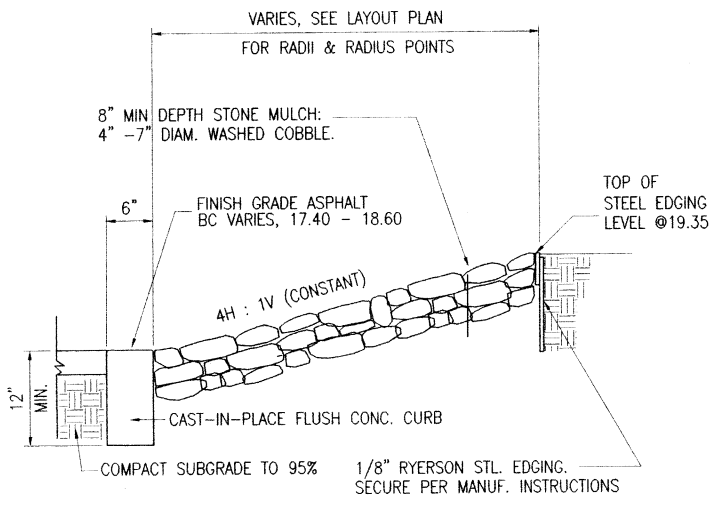 VARIES, SEE LAYOUT PLAN
FOR RADII & RADIUS POINTS
8" MIN DEPTH STONE MULCH:
4" -7" DIAM. WASHED COBBLE.
TOP OF
STEEL EDGING
LEVEL @19.35
6"
FINISH GRADE ASPHALT
BC VARIES, 17.40 - 18.60
4H : 1V (CONSTANT)
12"
MIN.
CAST-IN-PLACE FLUSH CONC. CURB
COMPACT SUBGRADE TO 95%
1/8" RYERSON STL. EDGING.
SECURE PER MANUF. INSTRUCTIONS